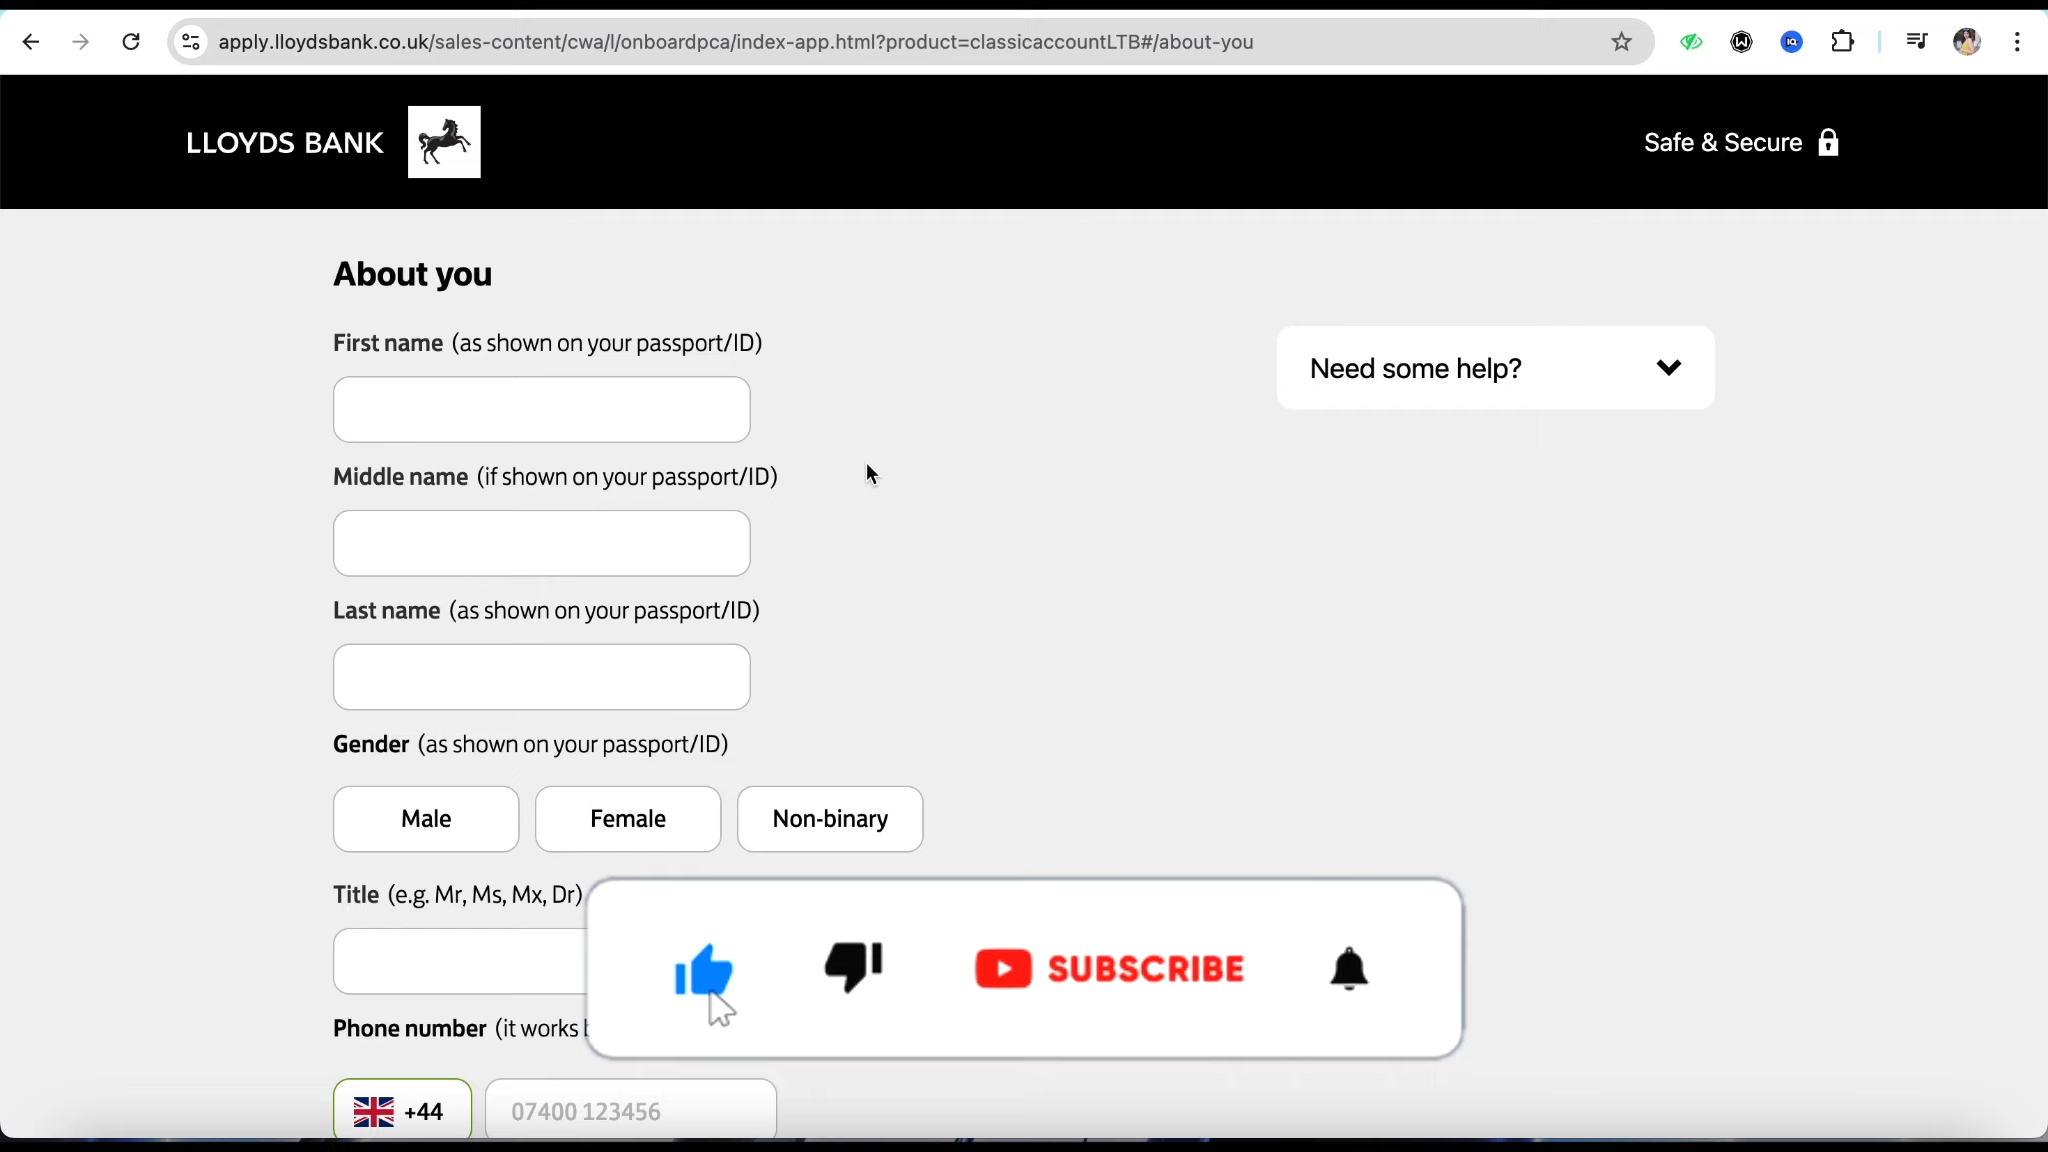 apply.lloydsbank.co.uk/sales-content/cwa/l/onboardpca/index-app.html?product=classicaccountLTB#/about-you
LLOYDS BANK
Safe & Secure
About you
First name (as shown on your passport/ID)
Need some help?
Middle name (if shown on your passport/ID)
Last name (as shown on your passport/ID)
Gender (as shown on your passport/ID)
Male Female Non-binary
Title (e.g. Mr, Ms, Mx, Dr)
SUBSCRIBE
Phone number (it works
+44 07400 123456